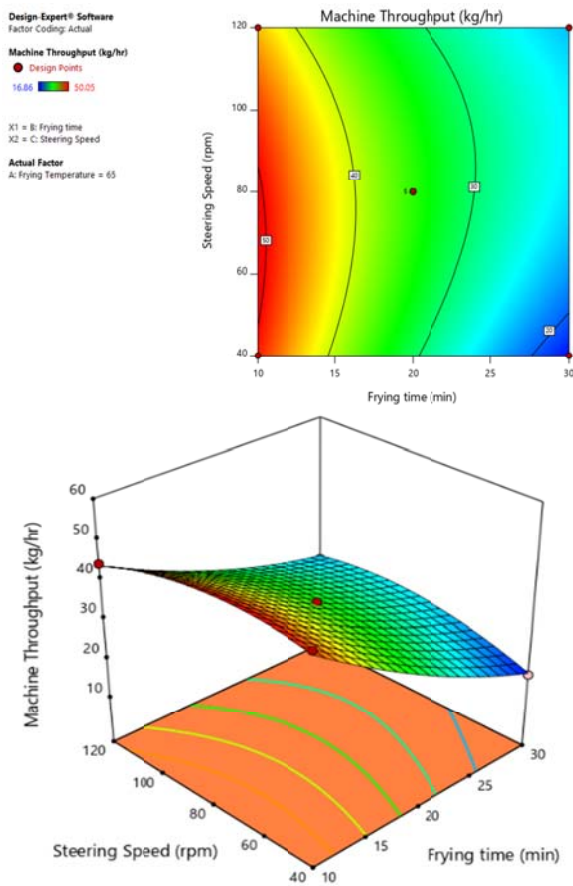 Design-Expert® Software
Factor Coding: Actual
Machine Throughput (kg/hr)
Design Points
16.86 50.05
X1 = B: Frying time
X2 = C: Steering Speed
Actual Factor
A: Frying Temperature = 65
Machine Throughput (kg/hr)
Steering Speed (rpm)
120
100
80
60
40
10
15
20
25
30
Frying time (min)
50
40
5
30
20
Machine Throughput (kg/hr)
60
50
40
30
20
10
120
100
80
60
40
10
15
20
25
30
Steering Speed (rpm)
Frying time (min)